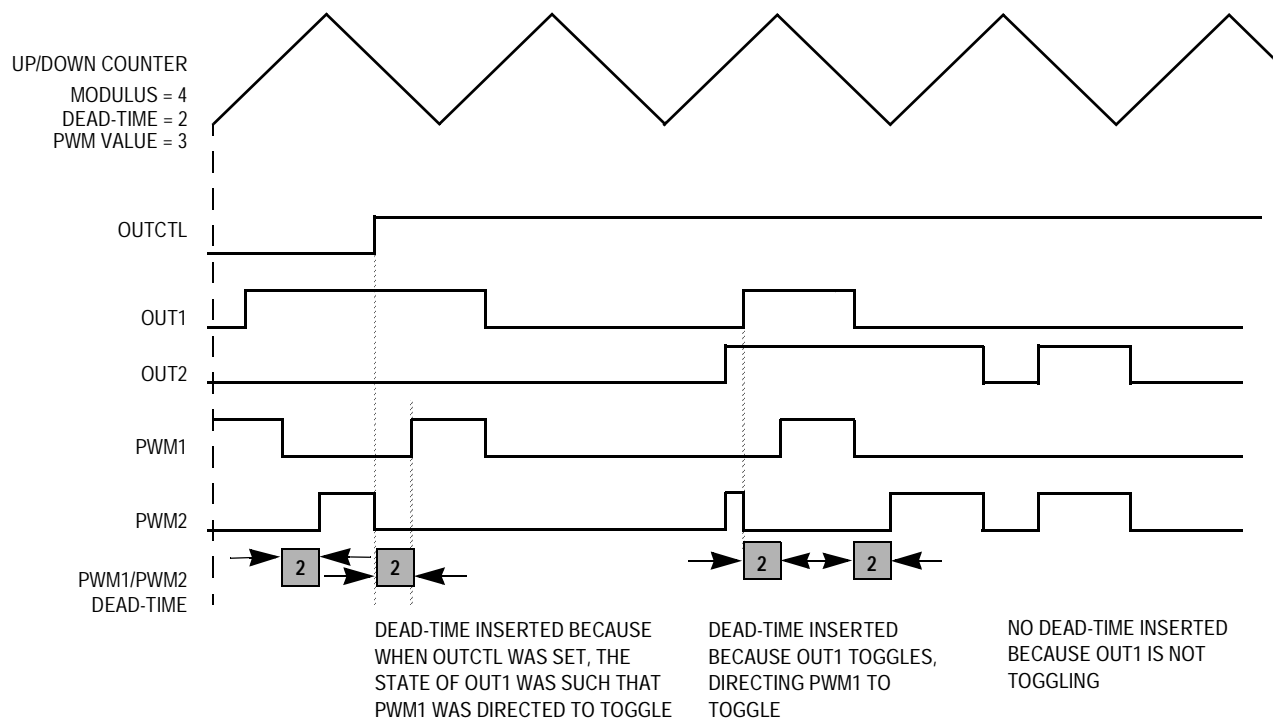 UP/DOWN COUNTER
MODULUS = 4
DEAD-TIME = 2
PWM VALUE = 3
OUTCTL
OUT1
OUT2
PWM1
PWM2
PWM1/PWM2
DEAD-TIME
2
2
2
2
DEAD-TIME INSERTED BECAUSE
WHEN OUTCTL WAS SET, THE
STATE OF OUT1 WAS SUCH THAT
PWM1 WAS DIRECTED TO TOGGLE
DEAD-TIME INSERTED
BECAUSE OUT1 TOGGLES,
DIRECTING PWM1 TO
TOGGLE
NO DEAD-TIME INSERTED
BECAUSE OUT1 IS NOT
TOGGLING